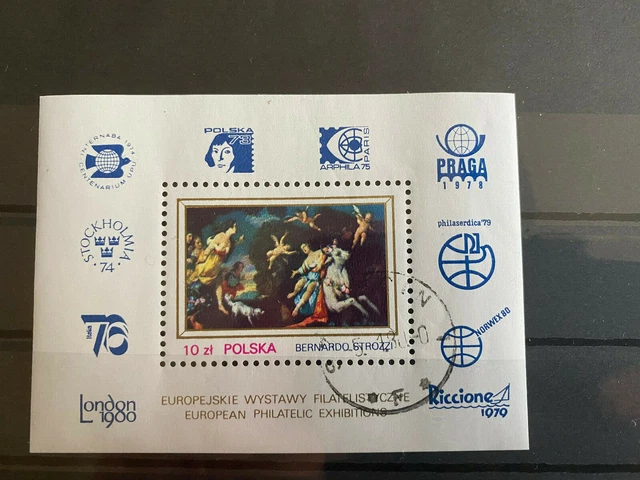 INTERNABA 1974
CENTENARIUM UPU
POLSKA
73
ARPHILA 75
PARIS
PRAGA
1978
STOCKHOLMIA
74
philaserdica '79
Italia
76
NORWEX 80
10 zł POLSKA
BERNARDO STROZZI
London
1980
EUROPEJSKIE WYSTAWY FILATELISTYCZNE
EUROPEAN PHILATELIC EXHIBITIONS
Riccione
1979